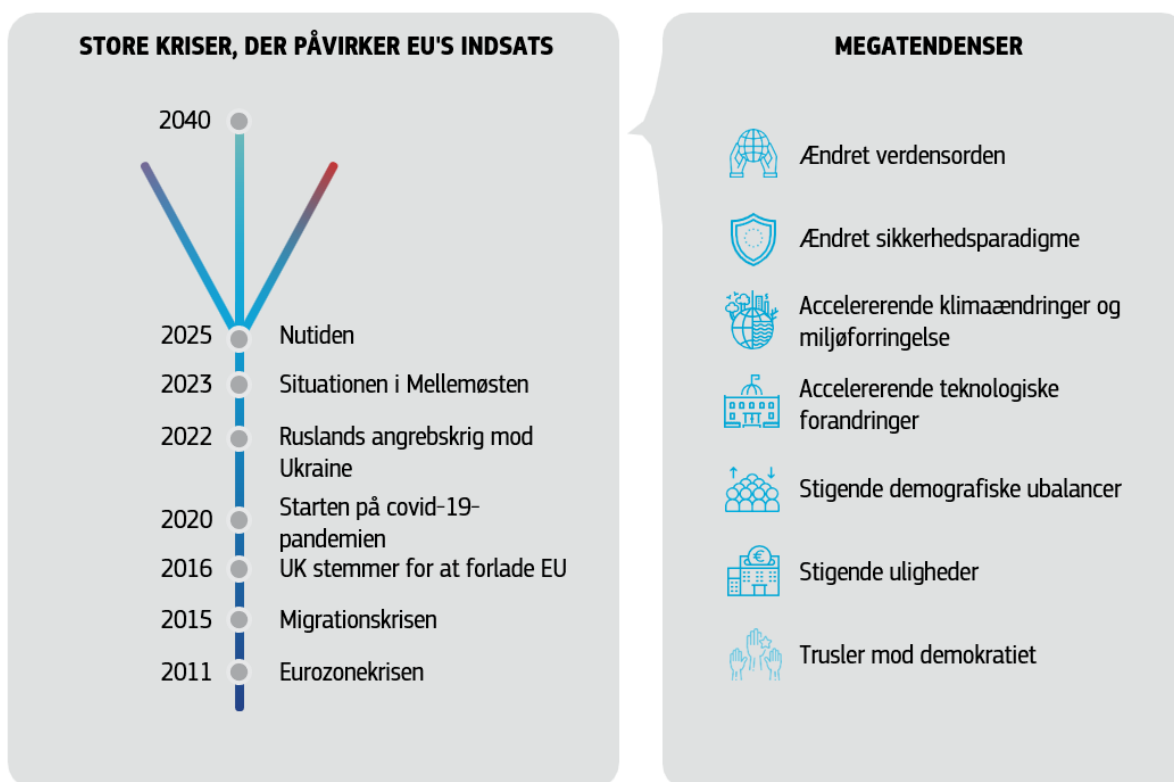 STORE KRISER, DER PÅVIRKER EU'S INDSATS
2040
2025 Nutiden
2023 Situationen i Mellemøsten
2022 Ruslands angrebskrig mod
Ukraine
2020 Starten på covid-19-
pandemien
2016 UK stemmer for at forlade EU
2015 Migrationskrisen
2011 Eurozonekrisen
MEGATENDENSER
Ændret verdensorden
Ændret sikkerhedsparadigme
Accelererende klimaændringer og
miljøforringelse
Accelererende teknologiske
forandringer
Stigende demografiske ubalancer
€
Stigende uligheder
Trusler mod demokratiet